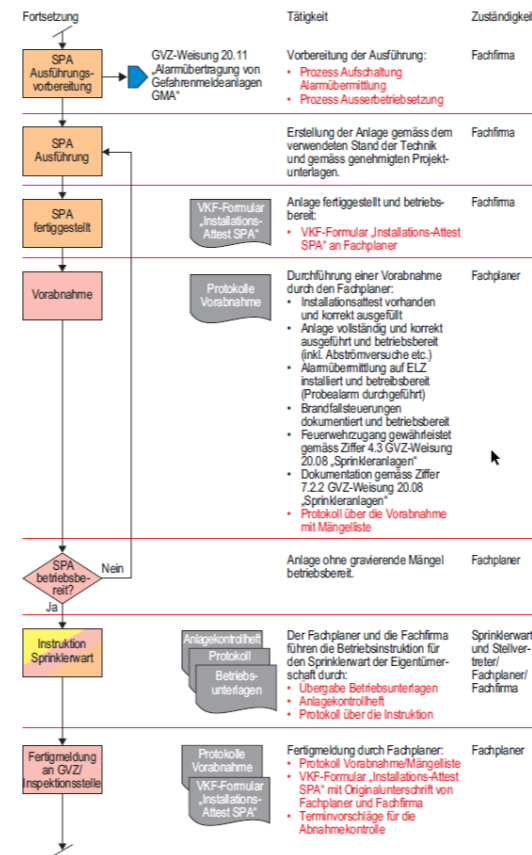 Fortsetzung
Tätigkeit
Zuständigkeit
SPA
Ausführungs-
vorbereitung
GVZ-Weisung 20.11
„Alarmübertragung von
Gefahrenmeldeanlagen
GMA“
Vorbereitung der Ausführung:
• Prozess Aufschaltung
Alarmübermittlung
• Prozess Ausserbetriebsetzung
Fachfirma
SPA
Ausführung
Erstellung der Anlage gemäss dem
verwendeten Stand der Technik
und gemäss genehmigten Projekt-
unterlagen.
Fachfirma
SPA
fertiggestellt
VKF-Formular
„Installations-
Attest SPA“
Anlage fertiggestellt und betriebs-
bereit:
• VKF-Formular „Installations-Attest
SPA“ an Fachplaner
Fachfirma
Vorabnahme
Protokolle
Vorabnahme
Durchführung einer Vorabnahme
durch den Fachplaner:
• Installationsattest vorhanden
und korrekt ausgefüllt
• Anlage vollständig und korrekt
ausgeführt und betriebsbereit
(inkl. Abströmversuche etc.)
• Alarmübermittlung auf ELZ
installiert und betreibsbereit
(Probealarm durchgeführt)
• Brandfallsteuerungen
dokumentiert und betriebsbereit
• Feuerwehrzugang gewährleistet
gemäss Ziffer 4.3 GVZ-Weisung
20.08 „Sprinkleranlagen“
• Dokumentation gemäss Ziffer
7.2.2 GVZ-Weisung 20.08
„Sprinkleranlagen“
• Protokoll über die Vorabnahme
mit Mängelliste
Fachplaner
SPA
betriebsbe-
reit?
Nein
Ja
Anlage ohne gravierende Mängel
betriebsbereit.
Fachplaner
Instruktion
Sprinklerwart
Anlagekontrollheft
Protokoll
Betriebs-
unterlagen
Der Fachplaner und die Fachfirma
führen die Betriebsinstruktion für
den Sprinklerwart der Eigentümer-
schaft durch:
• Übergabe Betriebsunterlagen
• Anlagekontrollheft
• Protokoll über die Instruktion
Sprinklerwart
und Stellver-
treter/
Fachplaner/
Fachfirma
Fertigmeldung
an GVZ/
Inspektionsstelle
Protokolle
Vorabnahme
VKF-Formular
„Installations-
Attest SPA“
Fertigmeldung durch Fachplaner:
• Protokoll Vorabnahme/Mängelliste
• VKF-Formular „Installations-Attest
SPA“ mit Originalunterschrift von
Fachplaner und Fachfirma
• Terminvorschläge für die
Abnahmekontrolle
Fachplaner